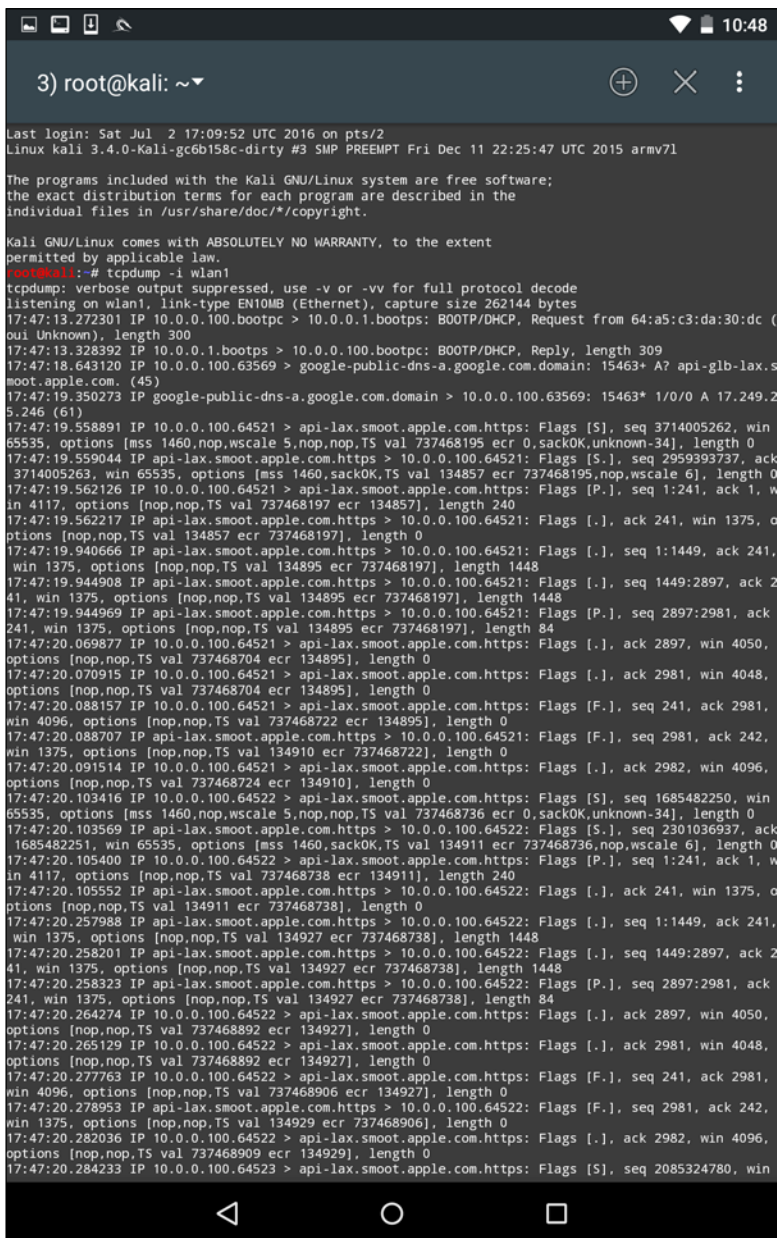 10:48
3) root@kali: ~
Last login: Sat Jul  2 17:09:52 UTC 2016 on pts/2
Linux kali 3.4.0-Kali-gc6b158c-dirty #3 SMP PREEMPT Fri Dec 11 22:25:47 UTC 2015 armv7l
The programs included with the Kali GNU/Linux system are free software;
the exact distribution terms for each program are described in the
individual files in /usr/share/doc/*/copyright.
Kali GNU/Linux comes with ABSOLUTELY NO WARRANTY, to the extent
permitted by applicable law.
root@kali:~# tcpdump -i wlan1
tcpdump: verbose output suppressed, use -v or -vv for full protocol decode
listening on wlan1, link-type EN10MB (Ethernet), capture size 262144 bytes
17:47:13.272301 IP 10.0.0.100.bootpc > 10.0.0.1.bootps: BOOTP/DHCP, Request from 64:a5:c3:da:30:dc (
oui Unknown), length 300
17:47:13.328392 IP 10.0.0.1.bootps > 10.0.0.100.bootpc: BOOTP/DHCP, Reply, length 309
17:47:18.643120 IP 10.0.0.100.63569 > google-public-dns-a.google.com.domain: 15463+ A? api-glb-lax.s
moot.apple.com. (45)
17:47:19.350273 IP google-public-dns-a.google.com.domain > 10.0.0.100.63569: 15463* 1/0/0 A 17.249.2
5.246 (61)
17:47:19.558891 IP 10.0.0.100.64521 > api-lax.smoot.apple.com.https: Flags [S], seq 3714005262, win
65535, options [mss 1460,nop,wscale 5,nop,nop,TS val 737468195 ecr 0,sackOK,unknown-34], length 0
17:47:19.559044 IP api-lax.smoot.apple.com.https > 10.0.0.100.64521: Flags [S.], seq 2959393737, ack
3714005263, win 65535, options [mss 1460,sackOK,TS val 134857 ecr 737468195,nop,wscale 6], length 0
17:47:19.562126 IP 10.0.0.100.64521 > api-lax.smoot.apple.com.https: Flags [P.], seq 1:241, ack 1, w
in 4117, options [nop,nop,TS val 737468197 ecr 134857], length 240
17:47:19.562217 IP api-lax.smoot.apple.com.https > 10.0.0.100.64521: Flags [.], ack 241, win 1375, o
ptions [nop,nop,TS val 134857 ecr 737468197], length 0
17:47:19.940666 IP api-lax.smoot.apple.com.https > 10.0.0.100.64521: Flags [.], seq 1:1449, ack 241,
win 1375, options [nop,nop,TS val 134895 ecr 737468197], length 1448
17:47:19.944908 IP api-lax.smoot.apple.com.https > 10.0.0.100.64521: Flags [.], seq 1449:2897, ack 2
41, win 1375, options [nop,nop,TS val 134895 ecr 737468197], length 1448
17:47:19.944969 IP api-lax.smoot.apple.com.https > 10.0.0.100.64521: Flags [P.], seq 2897:2981, ack
241, win 1375, options [nop,nop,TS val 134895 ecr 737468197], length 84
17:47:20.069877 IP 10.0.0.100.64521 > api-lax.smoot.apple.com.https: Flags [.], ack 2897, win 4050,
options [nop,nop,TS val 737468704 ecr 134895], length 0
17:47:20.070915 IP 10.0.0.100.64521 > api-lax.smoot.apple.com.https: Flags [.], ack 2981, win 4048,
options [nop,nop,TS val 737468704 ecr 134895], length 0
17:47:20.088157 IP 10.0.0.100.64521 > api-lax.smoot.apple.com.https: Flags [F.], seq 241, ack 2981,
win 4096, options [nop,nop,TS val 737468722 ecr 134895], length 0
17:47:20.088707 IP api-lax.smoot.apple.com.https > 10.0.0.100.64521: Flags [F.], seq 2981, ack 242,
win 1375, options [nop,nop,TS val 134910 ecr 737468722], length 0
17:47:20.091514 IP 10.0.0.100.64521 > api-lax.smoot.apple.com.https: Flags [.], ack 2982, win 4096,
options [nop,nop,TS val 737468724 ecr 134910], length 0
17:47:20.103416 IP 10.0.0.100.64522 > api-lax.smoot.apple.com.https: Flags [S], seq 1685482250, win
65535, options [mss 1460,nop,wscale 5,nop,nop,TS val 737468736 ecr 0,sackOK,unknown-34], length 0
17:47:20.103569 IP api-lax.smoot.apple.com.https > 10.0.0.100.64522: Flags [S.], seq 2301036937, ack
1685482251, win 65535, options [mss 1460,sackOK,TS val 134911 ecr 737468736,nop,wscale 6], length 0
17:47:20.105400 IP 10.0.0.100.64522 > api-lax.smoot.apple.com.https: Flags [P.], seq 1:241, ack 1, w
in 4117, options [nop,nop,TS val 737468738 ecr 134911], length 240
17:47:20.105552 IP api-lax.smoot.apple.com.https > 10.0.0.100.64522: Flags [.], ack 241, win 1375, o
ptions [nop,nop,TS val 134911 ecr 737468738], length 0
17:47:20.257988 IP api-lax.smoot.apple.com.https > 10.0.0.100.64522: Flags [.], seq 1:1449, ack 241,
win 1375, options [nop,nop,TS val 134927 ecr 737468738], length 1448
17:47:20.258201 IP api-lax.smoot.apple.com.https > 10.0.0.100.64522: Flags [.], seq 1449:2897, ack 2
41, win 1375, options [nop,nop,TS val 134927 ecr 737468738], length 1448
17:47:20.258323 IP api-lax.smoot.apple.com.https > 10.0.0.100.64522: Flags [P.], seq 2897:2981, ack
241, win 1375, options [nop,nop,TS val 134927 ecr 737468738], length 84
17:47:20.264274 IP 10.0.0.100.64522 > api-lax.smoot.apple.com.https: Flags [.], ack 2897, win 4050,
options [nop,nop,TS val 737468892 ecr 134927], length 0
17:47:20.265129 IP 10.0.0.100.64522 > api-lax.smoot.apple.com.https: Flags [.], ack 2981, win 4048,
options [nop,nop,TS val 737468892 ecr 134927], length 0
17:47:20.277763 IP 10.0.0.100.64522 > api-lax.smoot.apple.com.https: Flags [F.], seq 241, ack 2981,
win 4096, options [nop,nop,TS val 737468906 ecr 134927], length 0
17:47:20.278953 IP api-lax.smoot.apple.com.https > 10.0.0.100.64522: Flags [F.], seq 2981, ack 242,
win 1375, options [nop,nop,TS val 134929 ecr 737468906], length 0
17:47:20.282036 IP 10.0.0.100.64522 > api-lax.smoot.apple.com.https: Flags [.], ack 2982, win 4096,
options [nop,nop,TS val 737468909 ecr 134929], length 0
17:47:20.284233 IP 10.0.0.100.64523 > api-lax.smoot.apple.com.https: Flags [S], seq 2085324780, win